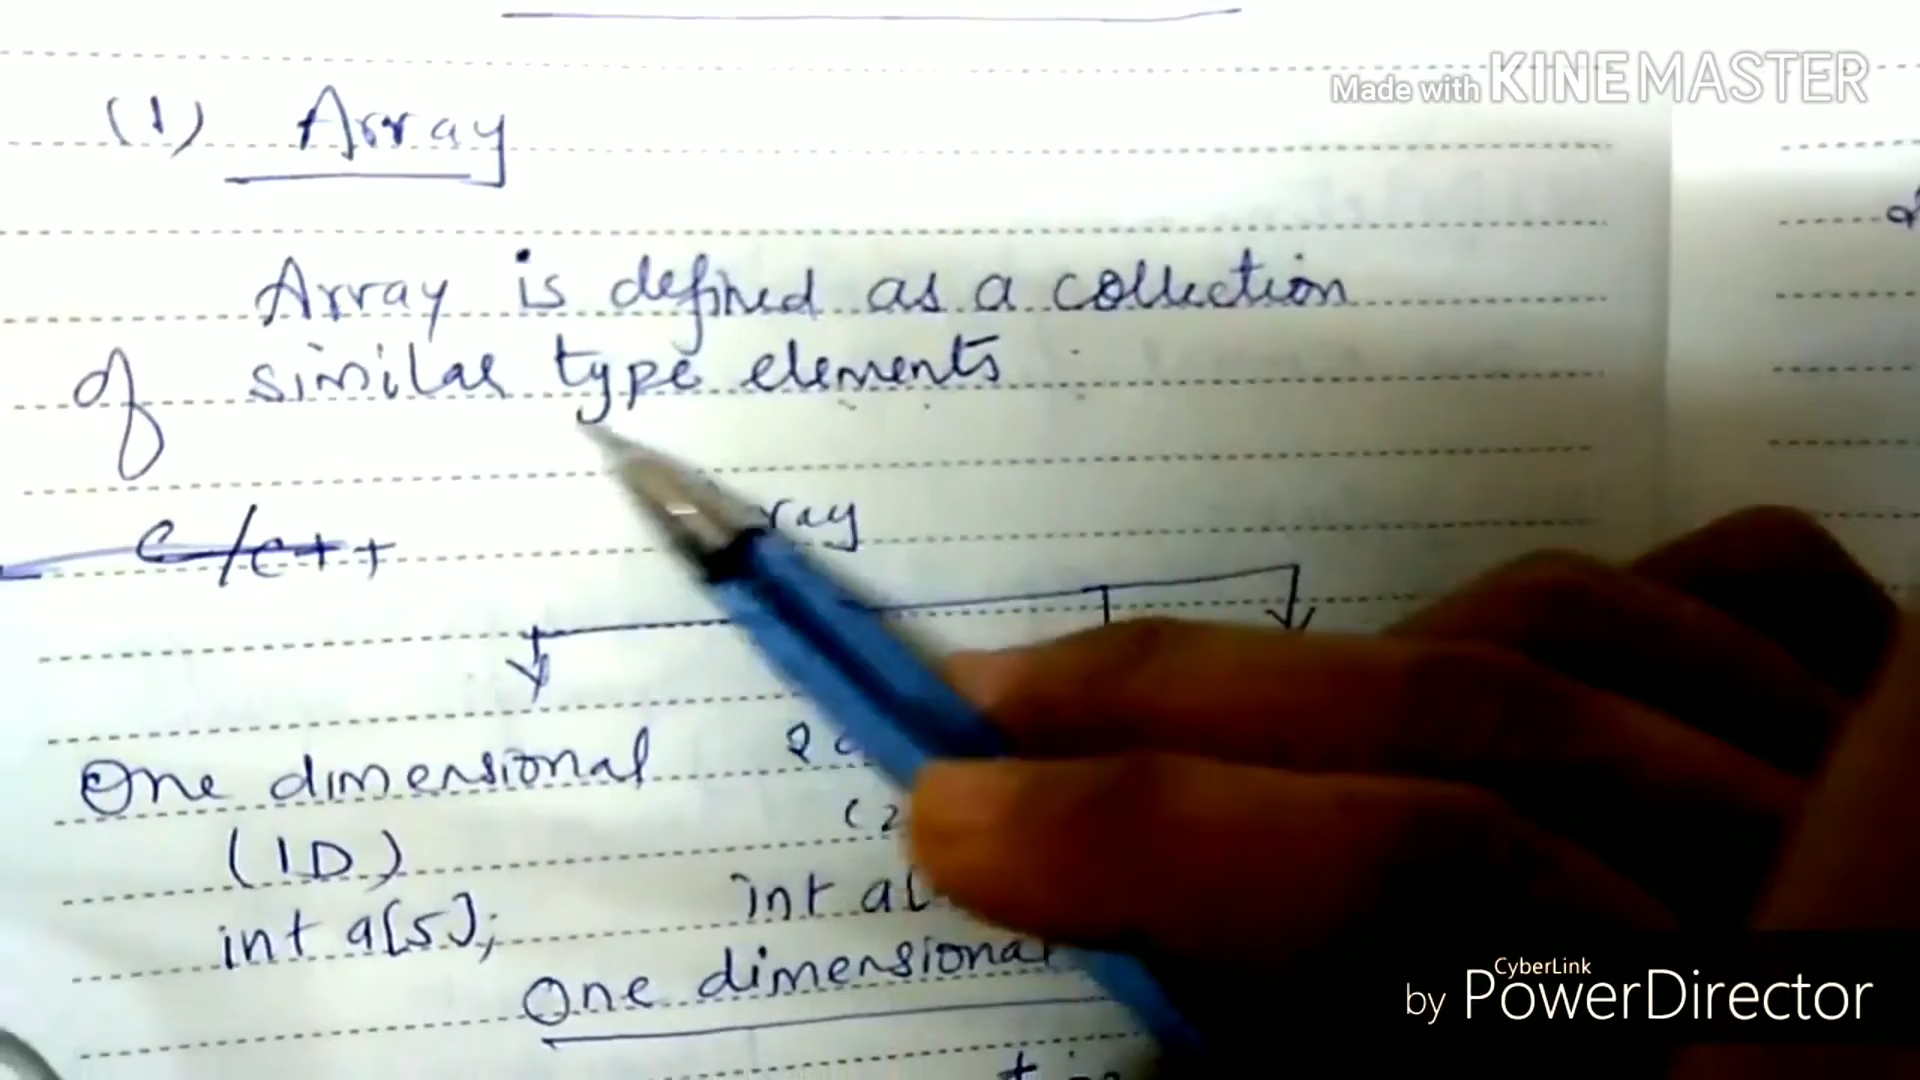 Made with KINEMASTER
(1) Array
Array is defined as a collection
of similar type elements
C/C++
One dimensional
(1D)
int a[5];
int a[
One dimensional
CyberLink
by PowerDirector